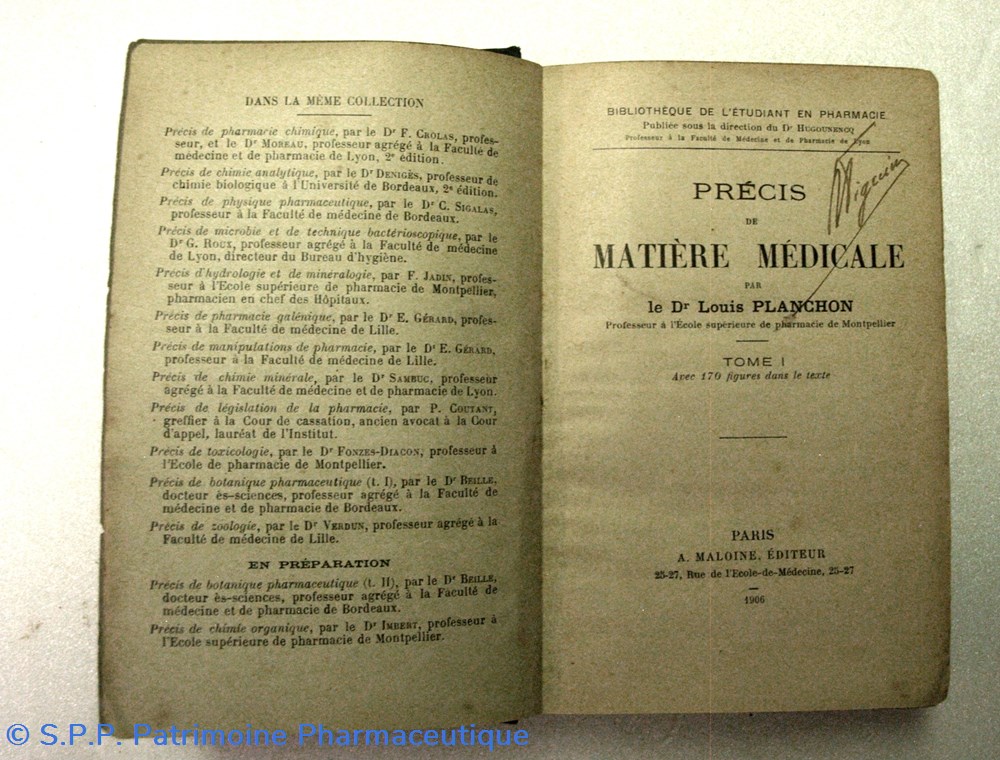 DANS LA MÊME COLLECTION
Précis de pharmacie chimique, par le Dr F. CROLAS, profes-
seur, et le Dr MOREAU, professeur agrégé à la Faculté de
médecine et de pharmacie de Lyon, 2e édition.
Précis de chimie analytique, par le Dr DENIGÈS, professeur de
chimie biologique à l'Université de Bordeaux, 2e édition.
Précis de physique pharmaceutique, par le Dr C. SIGALAS,
professeur à la Faculté de médecine de Bordeaux.
Précis de microbie et de technique bactérioscopique, par le
Dr G. ROUX, professeur agrégé à la Faculté de médecine
de Lyon, directeur du Bureau d'hygiène.
Précis d'hydrologie et de minéralogie, par F. JADIN, profes-
seur à l'Ecole supérieure de pharmacie de Montpellier,
pharmacien en chef des Hôpitaux.
Précis de pharmacie galénique, par le Dr E. GÉRARD, profes-
seur à la Faculté de médecine de Lille.
Précis de manipulations de pharmacie, par le Dr E. GÉRARD,
professeur à la Faculté de médecine de Lille.
Précis de chimie minérale, par le Dr SAMBUC, professeur
agrégé à la Faculté de médecine et de pharmacie de Lyon.
Précis de législation de la pharmacie, par P. COUTANT,
greffier à la Cour de cassation, ancien avocat à la Cour
d'appel, lauréat de l'Institut.
Précis de toxicologie, par le Dr FONZES-DIACON, professeur à
l'Ecole de pharmacie de Montpellier.
Précis de botanique pharmaceutique (t. I), par le Dr BEILLE,
docteur ès-sciences, professeur agrégé à la Faculté de
médecine et de pharmacie de Bordeaux.
Précis de zoologie, par le Dr VERDUN, professeur agrégé à la
Faculté de médecine de Lille.
EN PRÉPARATION
Précis de botanique pharmaceutique (t. II), par le Dr BEILLE,
docteur ès-sciences, professeur agrégé à la Faculté de
médecine et de pharmacie de Bordeaux.
Précis de chimie organique, par le Dr IMBERT, professeur à
l'Ecole supérieure de pharmacie de Montpellier.
BIBLIOTHÈQUE DE L'ÉTUDIANT EN PHARMACIE
Publiée sous la direction du Dr HUGOUNENCQ
Professeur à la Faculté de Médecine et de Pharmacie de Lyon
PRÉCIS
DE
MATIÈRE MÉDICALE
PAR
le Dr Louis PLANCHON
Professeur à l'École supérieure de pharmacie de Montpellier
TOME I
Avec 170 figures dans le texte
PARIS
A. MALOINE, ÉDITEUR
25-27, Rue de l'Ecole-de-Médecine, 25-27
1906
© S.P.P. Patrimoine Pharmaceutique